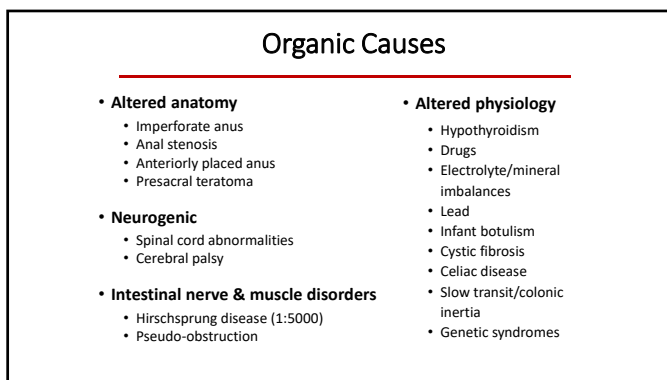 Organic Causes
• Altered anatomy
• Imperforate anus
• Anal stenosis
• Anteriorly placed anus
• Presacral teratoma
• Neurogenic
• Spinal cord abnormalities
• Cerebral palsy
• Intestinal nerve & muscle disorders
• Hirschsprung disease (1:5000)
• Pseudo-obstruction
• Altered physiology
• Hypothyroidism
• Drugs
• Electrolyte/mineral
imbalances
• Lead
• Infant botulism
• Cystic fibrosis
• Celiac disease
• Slow transit/colonic
inertia
• Genetic syndromes